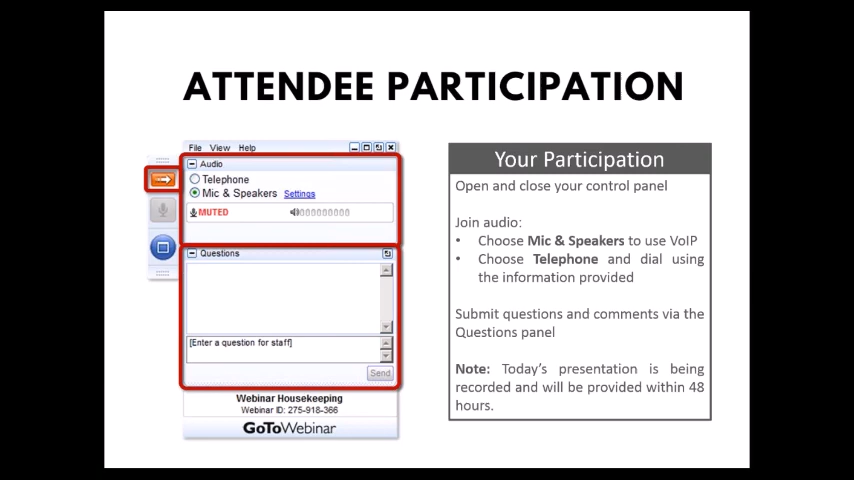 ATTENDEE PARTICIPATION
File View Help
Audio
Telephone
Mic & Speakers Settings
MUTED
Questions
[Enter a question for staff]
Send
Webinar Housekeeping
Webinar ID: 275-918-366
GoToWebinar
Your Participation
Open and close your control panel
Join audio:
• Choose Mic & Speakers to use VoIP
• Choose Telephone and dial using
the information provided
Submit questions and comments via the
Questions panel
Note: Today's presentation is being
recorded and will be provided within 48
hours.